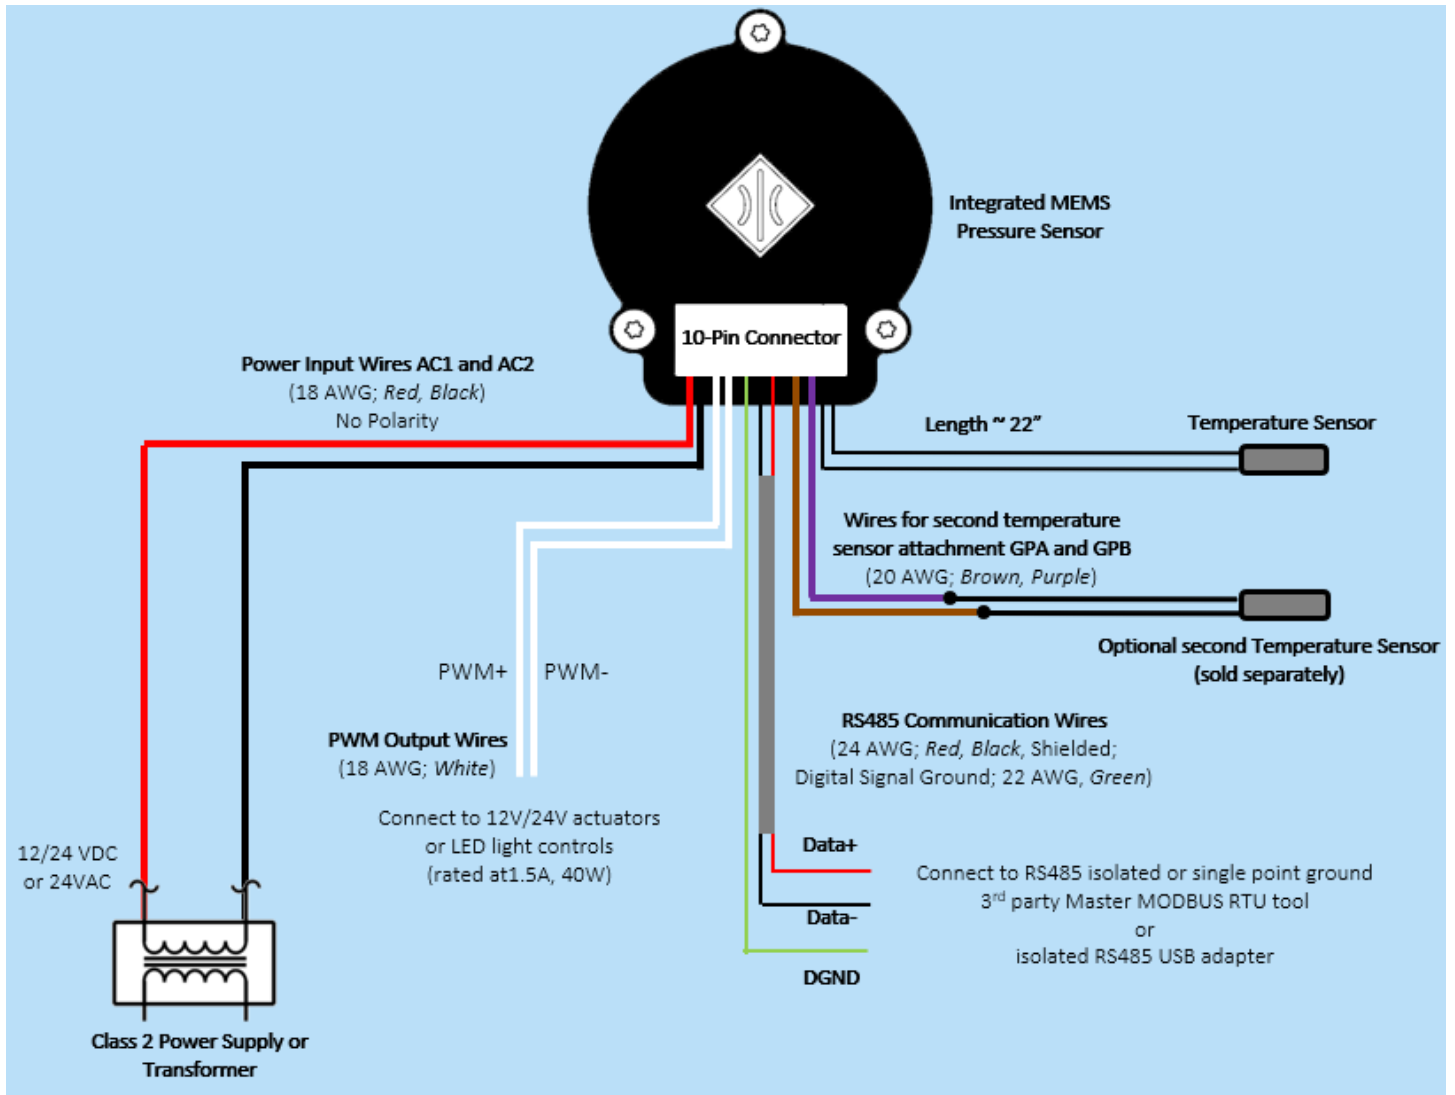 Integrated MEMS
Pressure Sensor
10-Pin Connector
Power Input Wires AC1 and AC2
(18 AWG; Red, Black)
No Polarity
Length ~ 22”
Temperature Sensor
Wires for second temperature
sensor attachment GPA and GPB
(20 AWG; Brown, Purple)
Optional second Temperature Sensor
(sold separately)
PWM+
PWM-
PWM Output Wires
(18 AWG; White)
Connect to 12V/24V actuators
or LED light controls
(rated at1.5A, 40W)
RS485 Communication Wires
(24 AWG; Red, Black, Shielded;
Digital Signal Ground; 22 AWG, Green)
12/24 VDC
or 24VAC
Data+
Data-
DGND
Connect to RS485 isolated or single point ground
3rd party Master MODBUS RTU tool
or
isolated RS485 USB adapter
Class 2 Power Supply or
Transformer